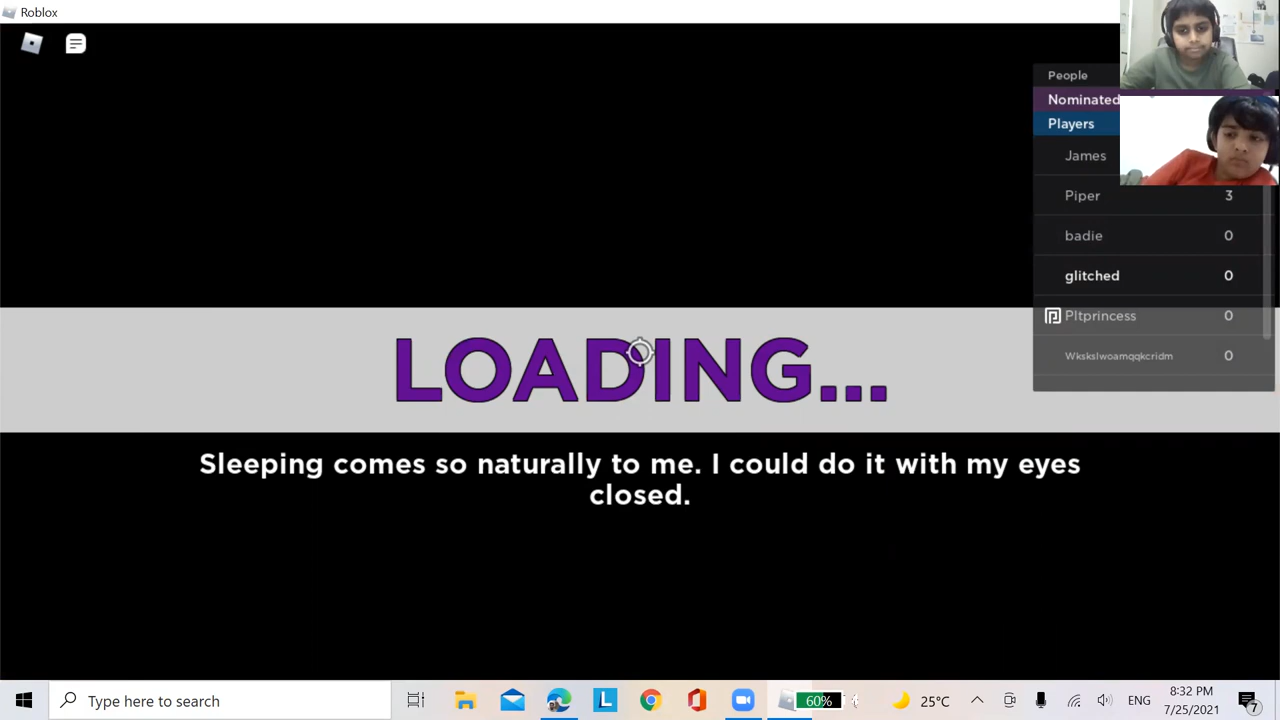 Roblox
People
Nominated
Players
James
Piper 3
badie 0
glitched 0
Pltprincess 0
Wkskslwoamqqkcridm 0
LOADING...
Sleeping comes so naturally to me. I could do it with my eyes
closed.
Type here to search
L
60%
25°C
ENG
8:32 PM
7/25/2021
7